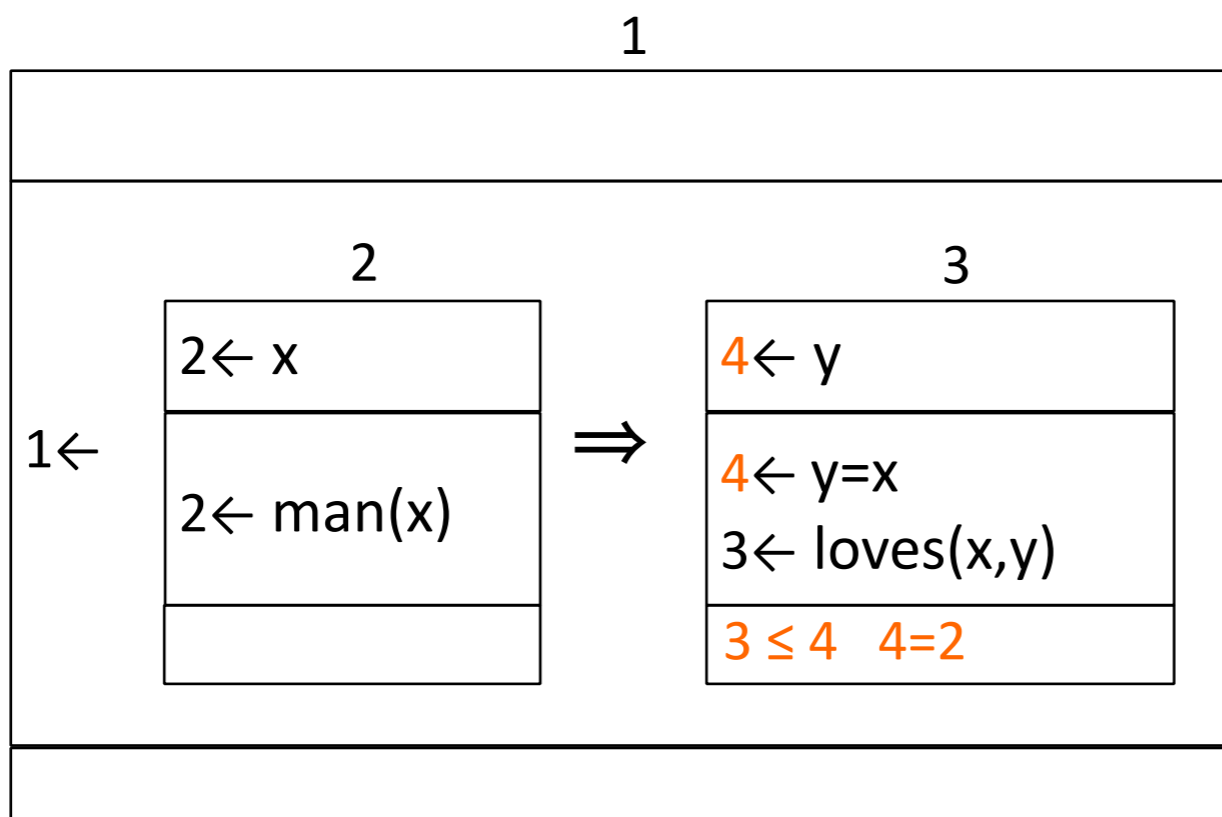 1
2 3
2← x 4← y
1← ⇒
4← y=x
2← man(x)
3← loves(x,y)
3 ≤ 4 4=2